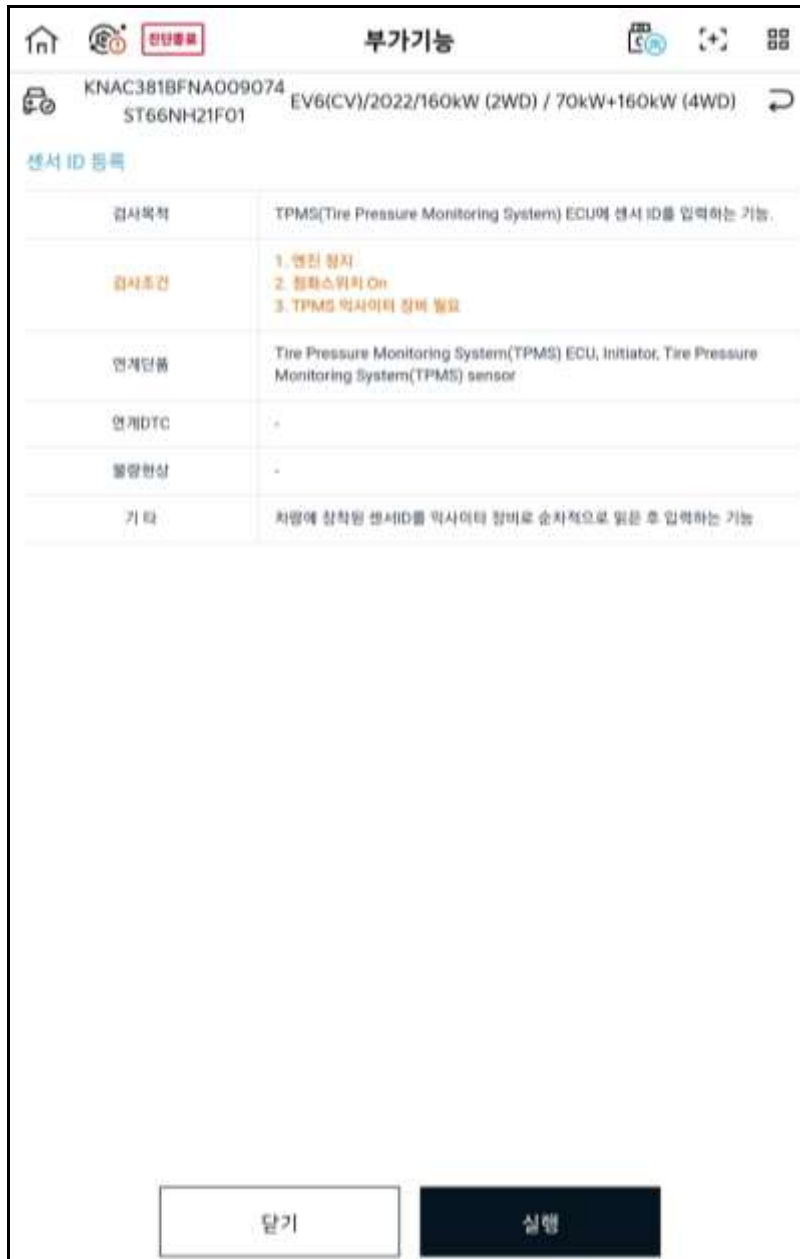 진단종료
부가기능
KNAC381BFNA009074
ST66NH21F01
EV6(CV)/2022/160kW (2WD) / 70kW+160kW (4WD)
센서 ID 등록
검사목적
TPMS(Tire Pressure Monitoring System) ECU에 센서 ID를 입력하는 기능.
검사조건
1. 엔진 정지
2. 점화스위치 On
3. TPMS 익사이터 장비 필요
연계단품
Tire Pressure Monitoring System(TPMS) ECU, Initiator, Tire Pressure
Monitoring System(TPMS) sensor
연계DTC
-
불량현상
-
기 타
차량에 장착된 센서ID를 익사이터 장비로 순차적으로 읽은 후 입력하는 기능
닫기
실행